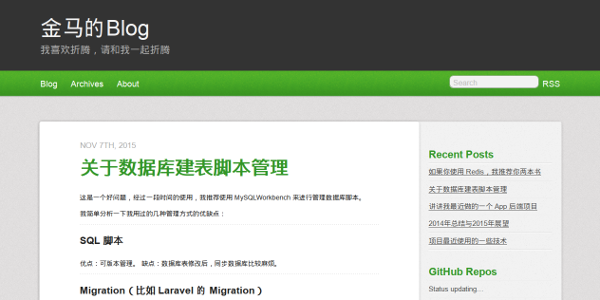 金马的Blog
我喜欢折腾，请和我一起折腾
Blog Archives About Search RSS
NOV 7TH, 2015
关于数据库建表脚本管理
这是一个好问题，经过一段时间的使用，我推荐使用 MySQLWorkbench 来进行管理数据库脚本。
我简单分析一下我用过的几种管理方式的优缺点：
SQL 脚本
优点：可版本管理。 缺点：数据库表修改后，同步数据库比较麻烦。
Migration（比如 Laravel 的 Migration）
Recent Posts
如果你使用 Redis，我推荐你两本书
关于数据库建表脚本管理
讲讲我最近做的一个 App 后端项目
2014年总结与2015年展望
项目最近使用的一些技术
GitHub Repos
Status updating…